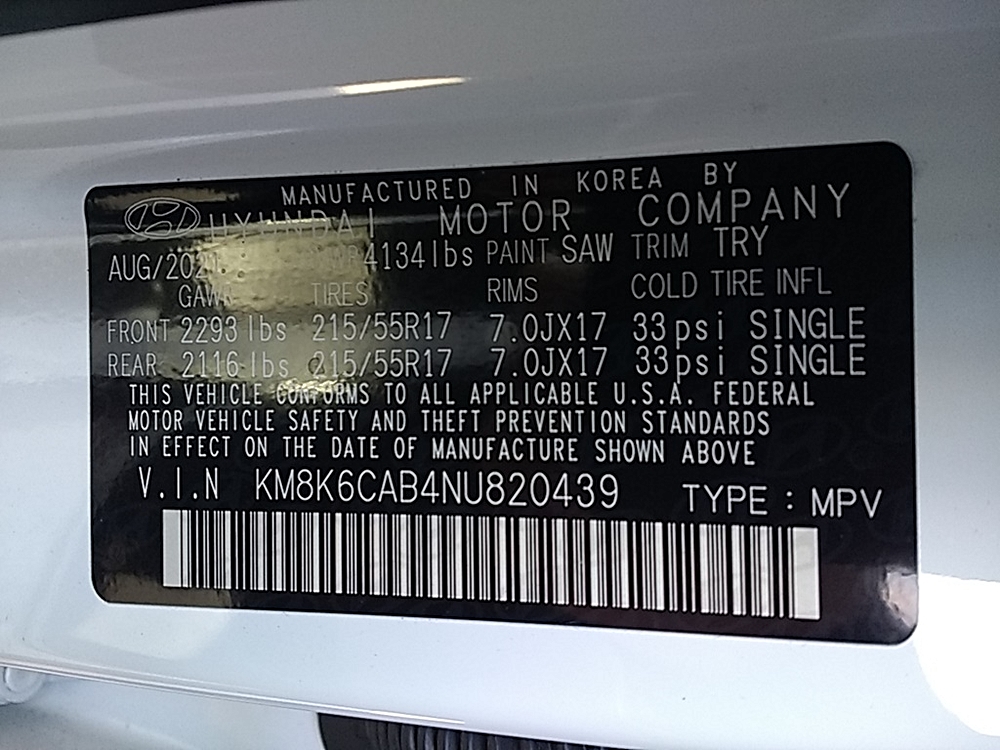 MANUFACTURED IN KOREA BY
HYUNDAI MOTOR COMPANY
AUG/2021 4134lbs PAINT SAW TRIM TRY
GAWR TIRES RIMS COLD TIRE INFL
FRONT 2293lbs 215/55R17 7.0JX17 33psi SINGLE
REAR 2116lbs 215/55R17 7.0JX17 33psi SINGLE
THIS VEHICLE CONFORMS TO ALL APPLICABLE U.S.A. FEDERAL
MOTOR VEHICLE SAFETY AND THEFT PREVENTION STANDARDS
IN EFFECT ON THE DATE OF MANUFACTURE SHOWN ABOVE
V.I.N KM8K6CAB4NU820439 TYPE : MPV